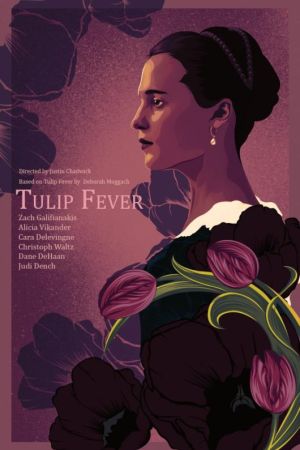 Directed by Justin Chadwick
Based on Tulip Fever by Deborah Moggach
TULIP FEVER
Zach Galifianakis
Alicia Vikander
Cara Delevingne
Christoph Waltz
Dane DeHaan
Judi Dench